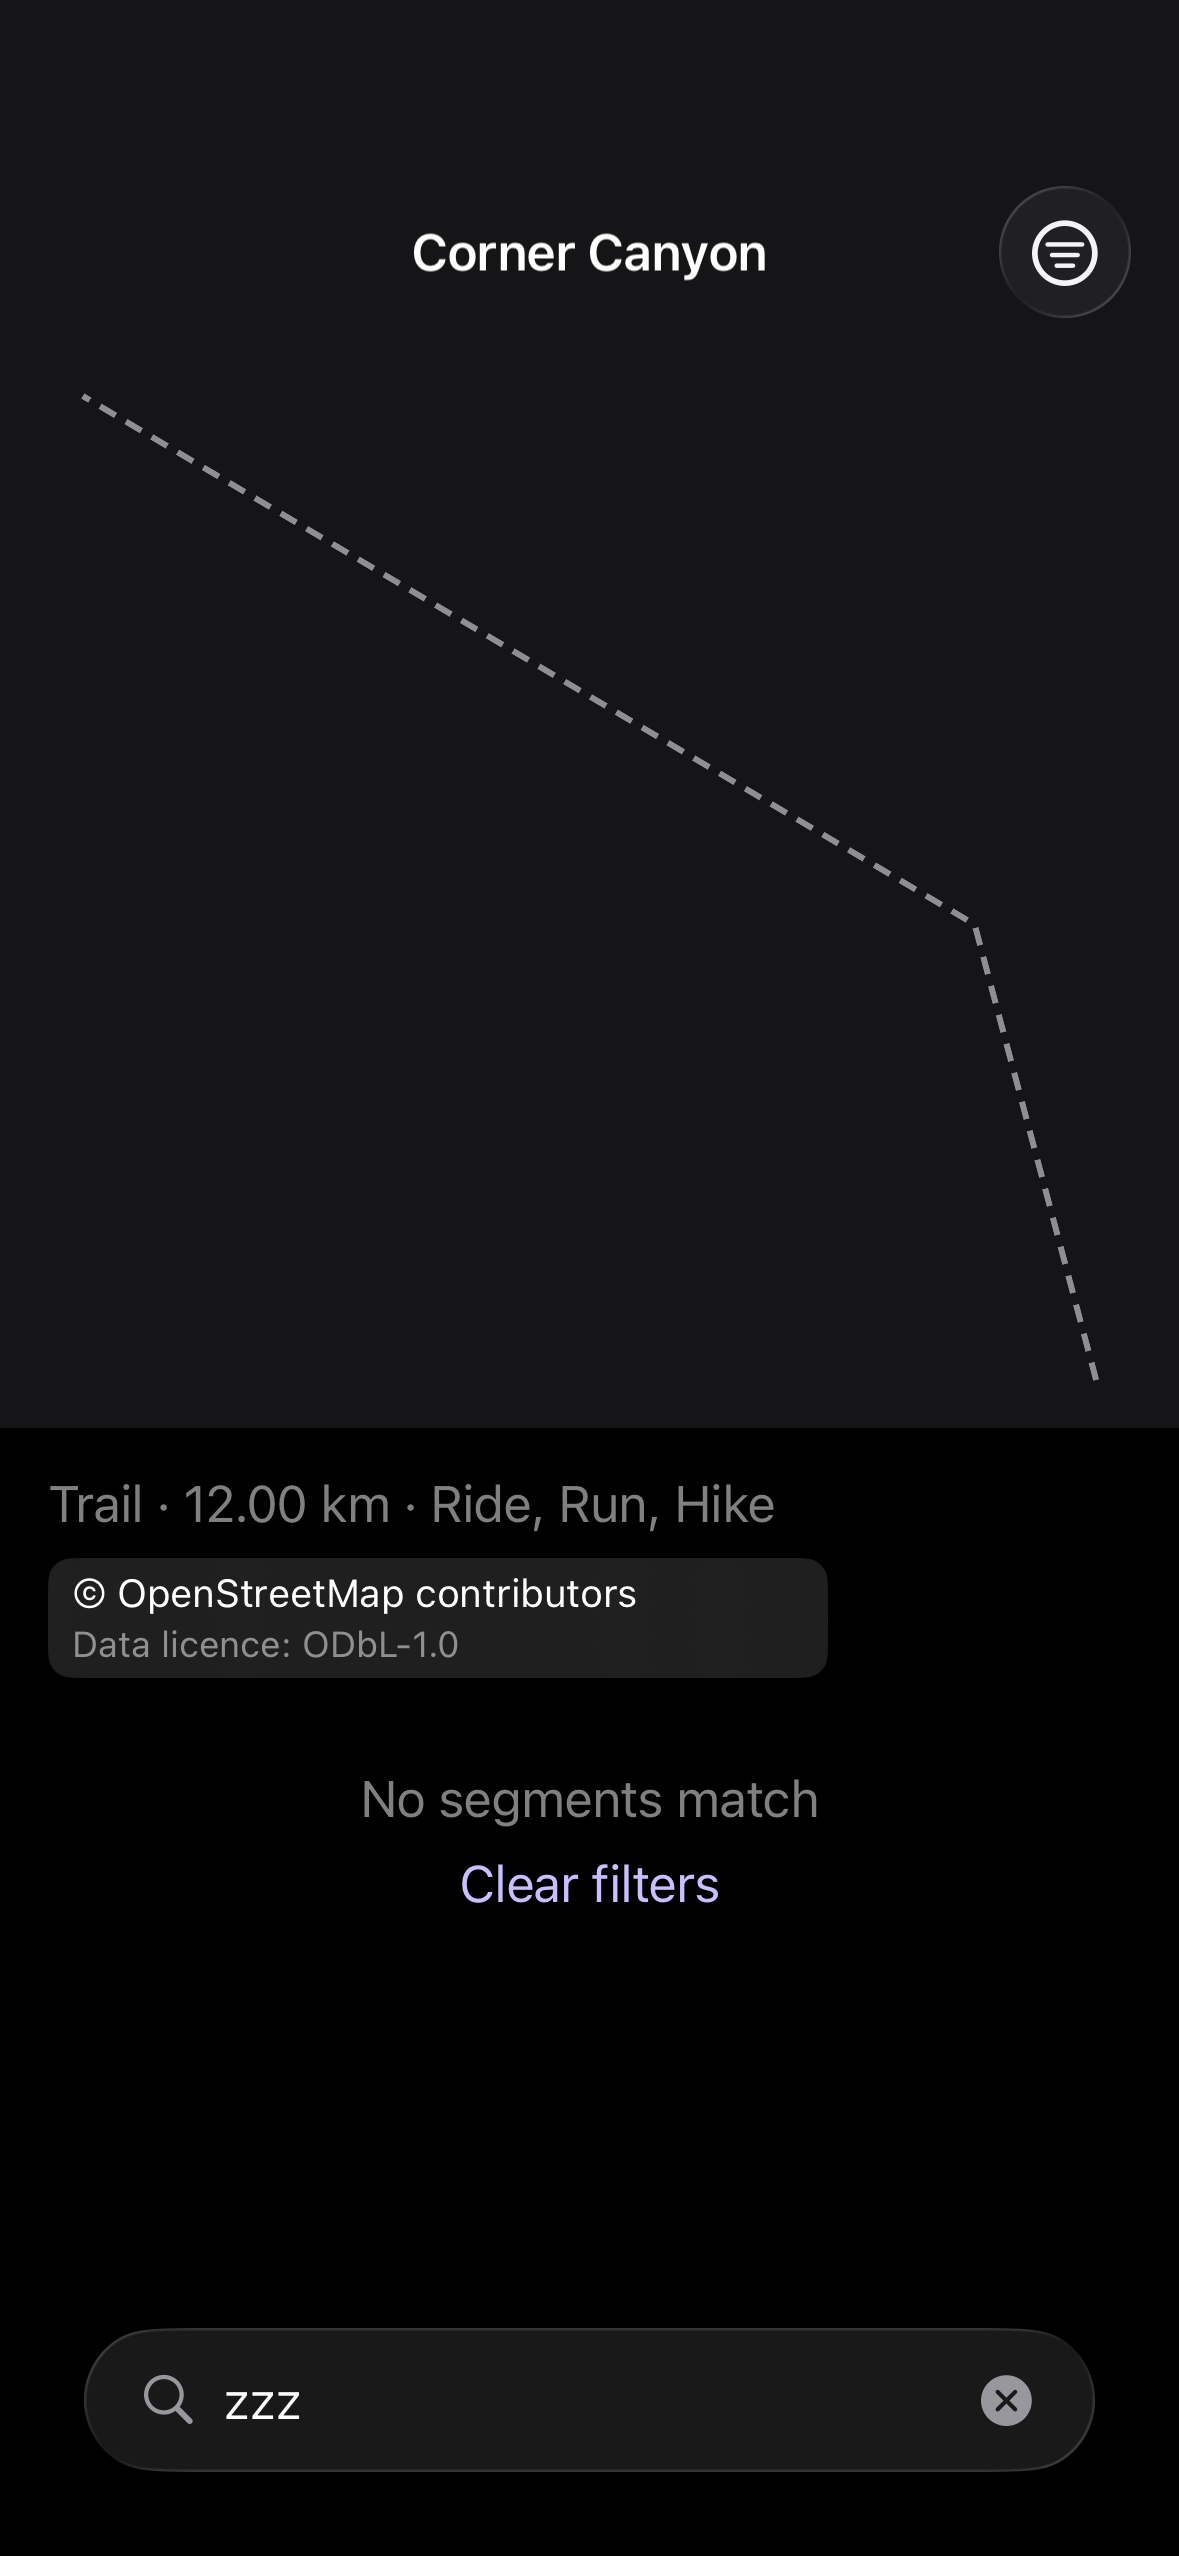 Corner Canyon
Trail · 12.00 km · Ride, Run, Hike
© OpenStreetMap contributors
Data licence: ODbL-1.0
No segments match
Clear filters
zzz